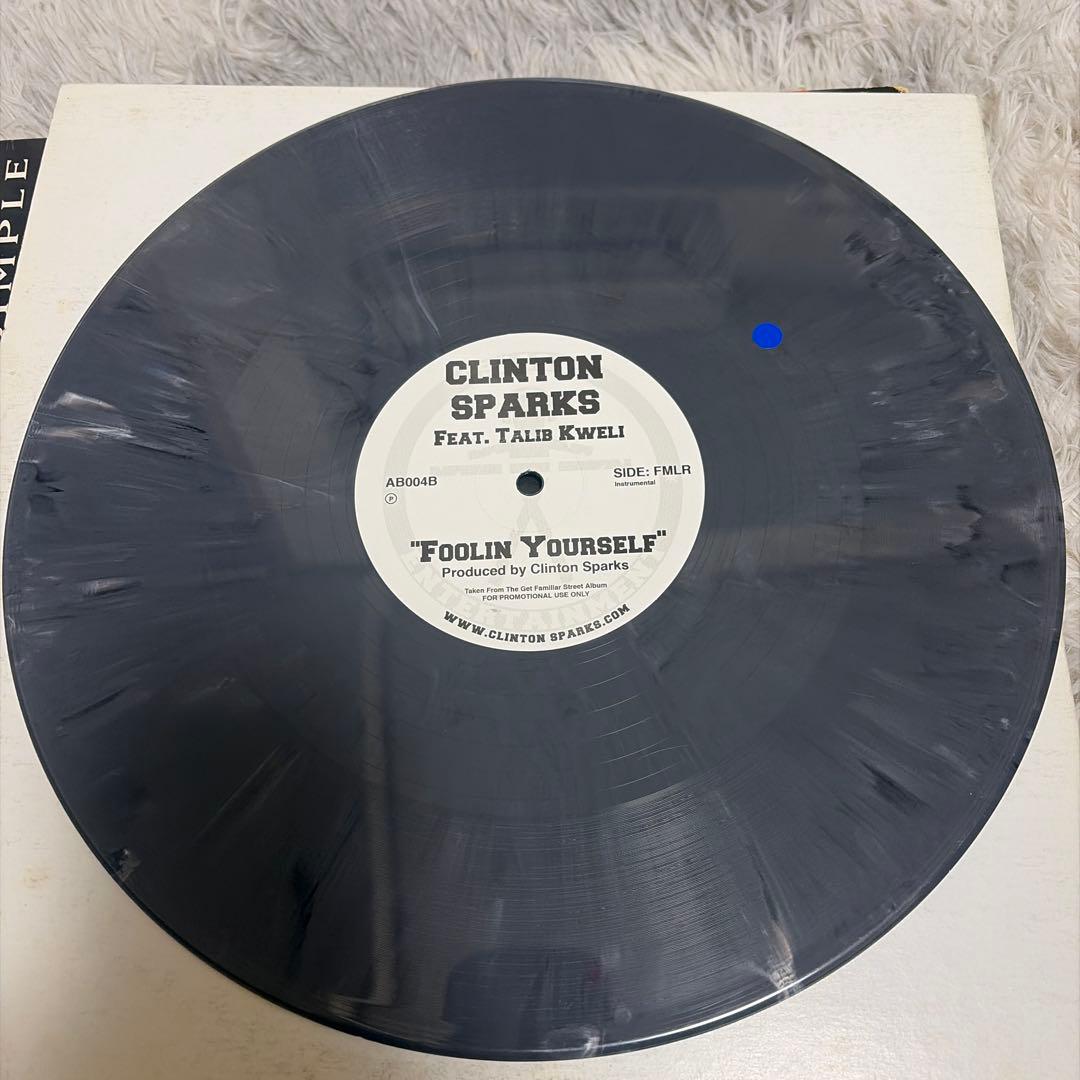 CLINTON
SPARKS
FEAT. TALIB KWELI
AB004B
Ⓟ
SIDE: FMLR
Instrumental
"FOOLIN YOURSELF"
Produced by Clinton Sparks
Taken From The Get Familiar Street Album
FOR PROMOTIONAL USE ONLY
WWW.CLINTON SPARKS.COM